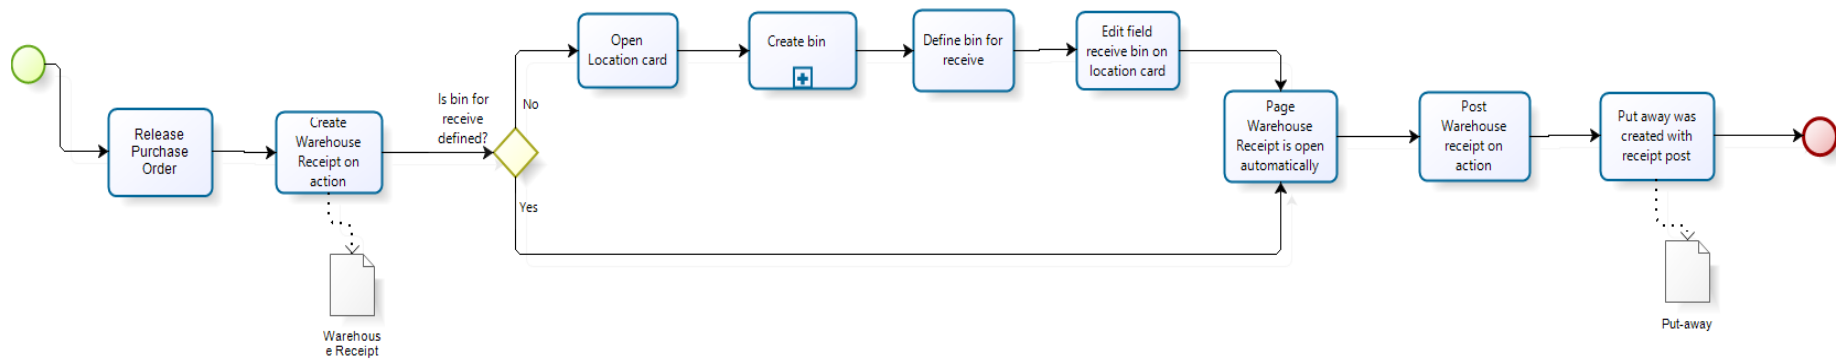 Release
Purchase
Order
Create
Warehouse
Receipt on
action
Warehous
e Receipt
Is bin for
receive
defined?
No
Yes
Open
Location card
Create bin
Define bin for
receive
Edit field
receive bin on
location card
Page
Warehouse
Receipt is open
automatically
Post
Warehouse
receipt on
action
Put away was
created with
receipt post
Put-away